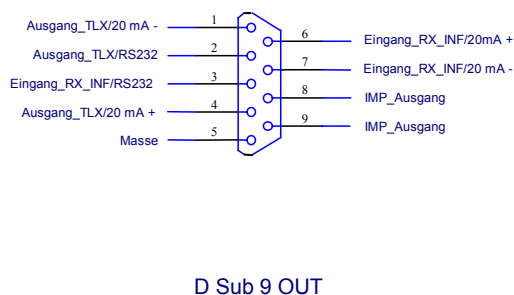 Ausgang_TLX/20 mA - 1
Ausgang_TLX/RS232 2
Eingang_RX_INF/RS232 3
Ausgang_TLX/20 mA + 4
Masse 5
6 Eingang_RX_INF/20mA +
7 Eingang_RX_INF/20 mA -
8 IMP_Ausgang
9 IMP_Ausgang
D Sub 9 OUT